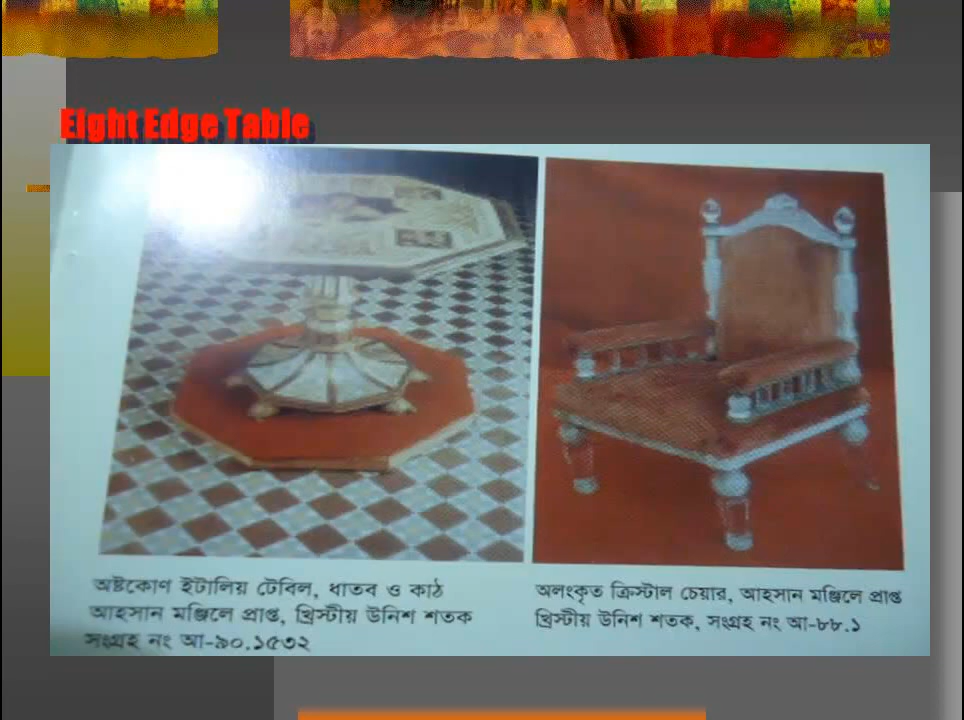 Eight Edge Table
অষ্টকোণ ইটালিয় টেবিল, ধাতব ও কাঠ
আহসান মঞ্জিলে প্রাপ্ত, খ্রিস্টীয় উনিশ শতক
সংগ্রহ নং আ-৯০.১৫৩২
অলংকৃত ক্রিস্টাল চেয়ার, আহসান মঞ্জিলে প্রাপ্ত
খ্রিস্টীয় উনিশ শতক, সংগ্রহ নং আ-৮৮.১